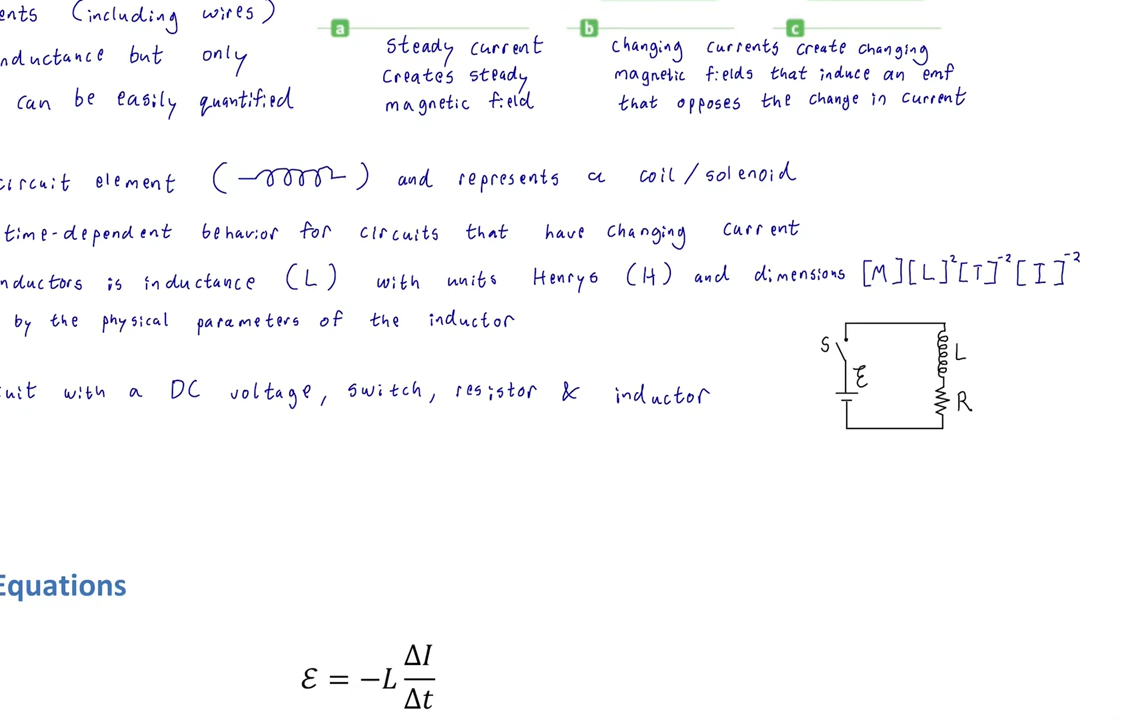 ents (including wires)
a b c
nductance but only
Steady current
Changing currents create changing
can be easily quantified
Creates steady
magnetic fields that induce an emf
magnetic field
that opposes the change in current
circuit element ( ) and represents a coil/solenoid
time-dependent behavior for circuits that have changing current
nductors is inductance (L) with units Henrys (H) and dimensions [M][L]²[T]⁻²[I]⁻²
by the physical parameters of the inductor
S ℰ L R
uit with a DC voltage, switch, resistor & inductor
Equations
ℰ = −L ΔI/Δt